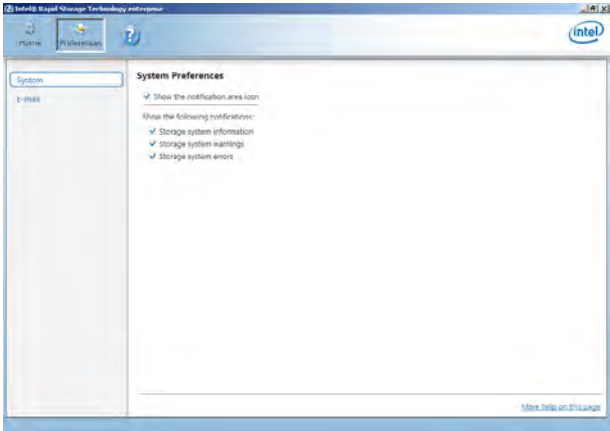 Intel® Rapid Storage Technology enterprise
Home
Preferences
intel
System
E-mail
System Preferences
Show the notification area icon
Show the following notifications:
Storage system information
Storage system warnings
Storage system errors
More help on this page